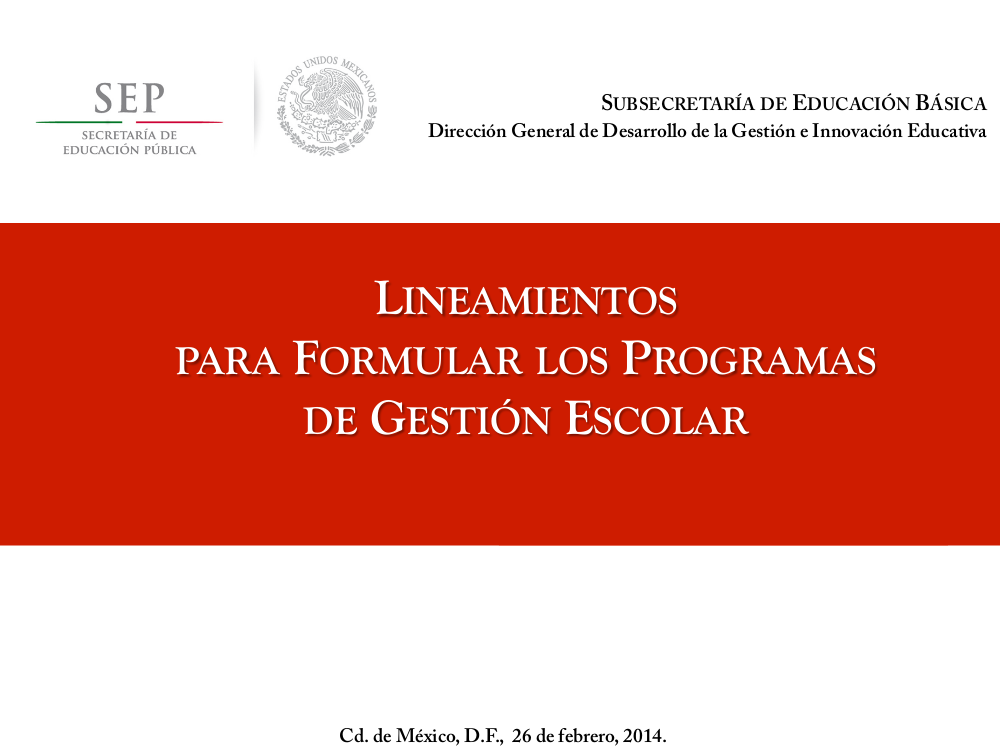 SEP
SECRETARÍA DE
EDUCACIÓN PÚBLICA
ESTADOS UNIDOS MEXICANOS
SUBSECRETARÍA DE EDUCACIÓN BÁSICA
Dirección General de Desarrollo de la Gestión e Innovación Educativa
LINEAMIENTOS
PARA FORMULAR LOS PROGRAMAS
DE GESTIÓN ESCOLAR
Cd. de México, D.F., 26 de febrero, 2014.